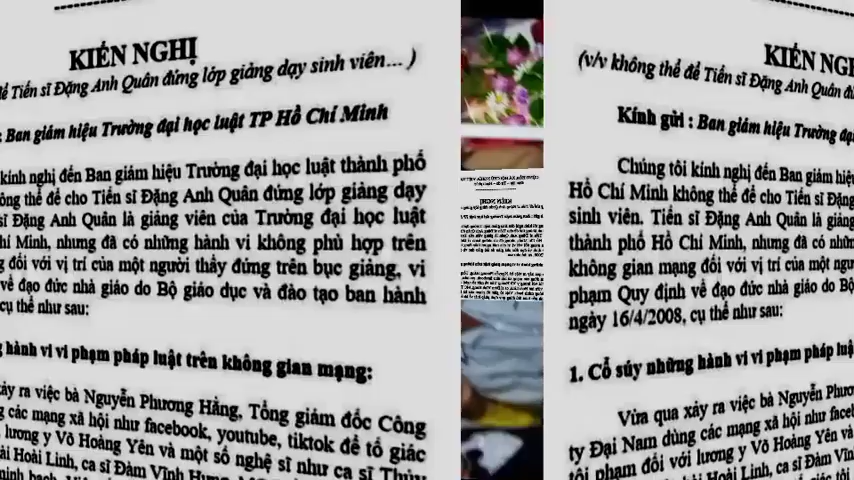 KIẾN NGHỊ
để Tiến sĩ Đặng Anh Quân đứng lớp giảng dạy sinh viên... )
: Ban giám hiệu Trường đại học luật TP Hồ Chí Minh
kính nghị đến Ban giám hiệu Trường đại học luật thành phố
ông thể để cho Tiến sĩ Đặng Anh Quân đứng lớp giảng dạy
sĩ Đặng Anh Quân là giảng viên của Trường đại học luật
hí Minh, nhưng đã có những hành vi không phù hợp trên
g đối với vị trí của một người thầy đứng trên bục giảng, vi
về đạo đức nhà giáo do Bộ giáo dục và đào tạo ban hành
cụ thể như sau:
g hành vi vi phạm pháp luật trên không gian mạng:
xảy ra việc bà Nguyễn Phương Hằng, Tổng giám đốc Công
g các mạng xã hội như facebook, youtube, tiktok để tố giác
lương y Võ Hoàng Yên và một số nghệ sĩ như ca sĩ Thủy
ài Hoài Linh, ca sĩ Đàm Vĩnh Hưng
minh bạch
KIẾN NGH
(v/v không thể để Tiến sĩ Đặng Anh Quân đứ
Kính gửi : Ban giám hiệu Trường đạ
Chúng tôi kính nghị đến Ban giám hiệu
Hồ Chí Minh không thể để cho Tiến sĩ Đặng
sinh viên. Tiến sĩ Đặng Anh Quân là giảng
thành phố Hồ Chí Minh, nhưng đã có nhữn
không gian mạng đối với vị trí của một ngư
phạm Quy định về đạo đức nhà giáo do Bộ
ngày 16/4/2008, cụ thể như sau:
1. Cổ súy những hành vi vi phạm pháp luậ
Vừa qua xảy ra việc bà Nguyễn Phươ
ty Đại Nam dùng các mạng xã hội như face
tội phạm đối với lương y Võ Hoàng Yên và
Hoài Linh, ca sĩ Đàm Vĩn